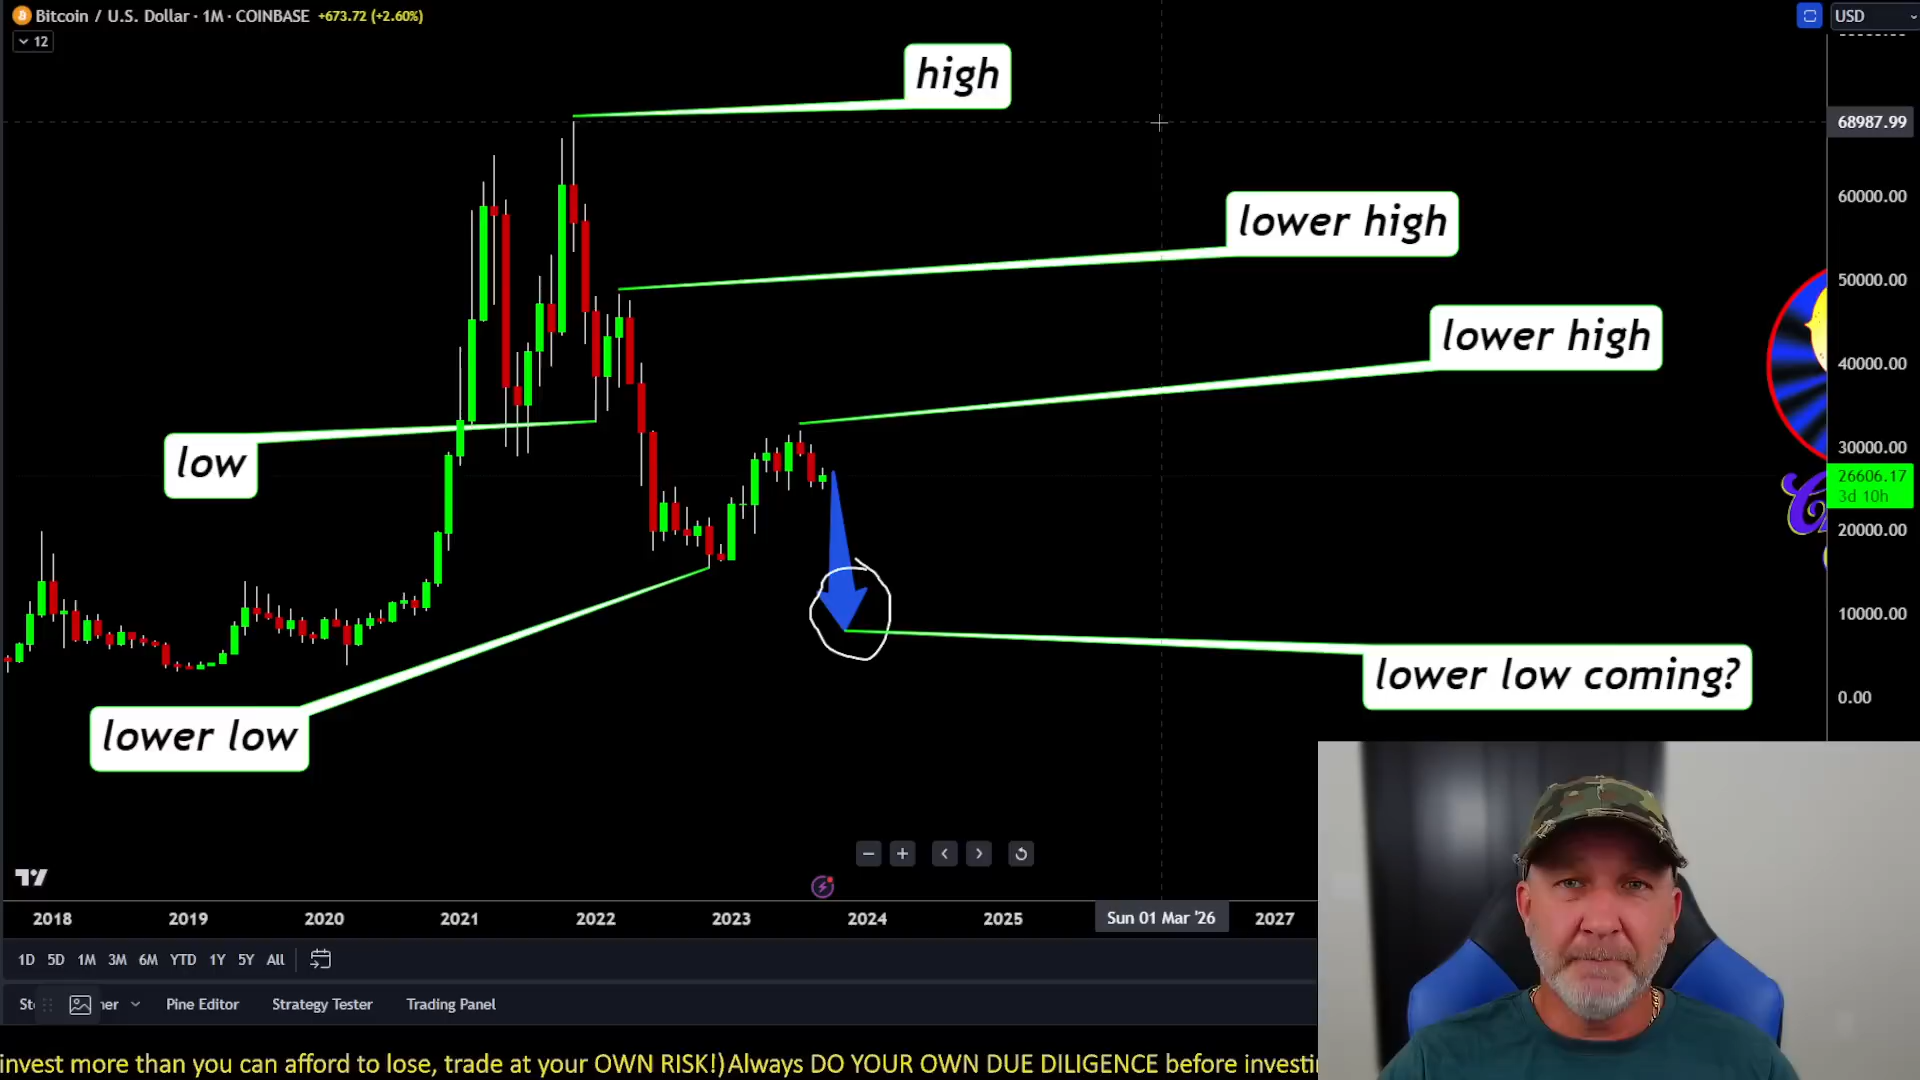 Bitcoin / U.S. Dollar · 1M · COINBASE +673.72 (+2.60%)
USD
12
high
68987.99
60000.00
lower high
50000.00
lower high
40000.00
low
30000.00
26606.17
3d 10h
20000.00
10000.00
lower low coming?
0.00
lower low
2018 2019 2020 2021 2022 2023 2024 2025 Sun 01 Mar '26 2027
1D 5D 1M 3M 6M YTD 1Y 5Y All
Pine Editor Strategy Tester Trading Panel
invest more than you can afford to lose, trade at your OWN RISK!) Always DO YOUR OWN DUE DILIGENCE before